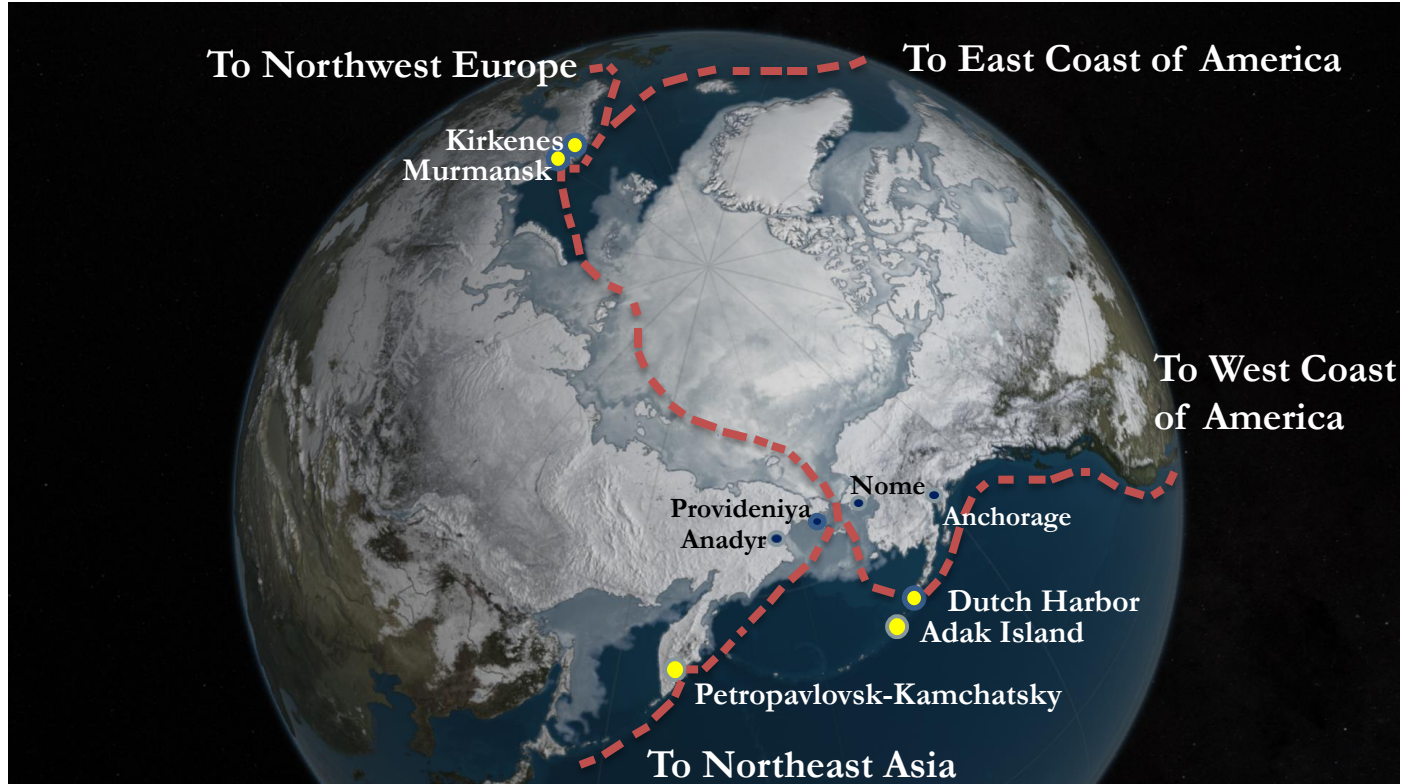 To Northwest Europe
To East Coast of America
Kirkenes
Murmansk
To West Coast
of America
Nome
Provideniya
Anchorage
Anadyr
Dutch Harbor
Adak Island
Petropavlovsk-Kamchatsky
To Northeast Asia